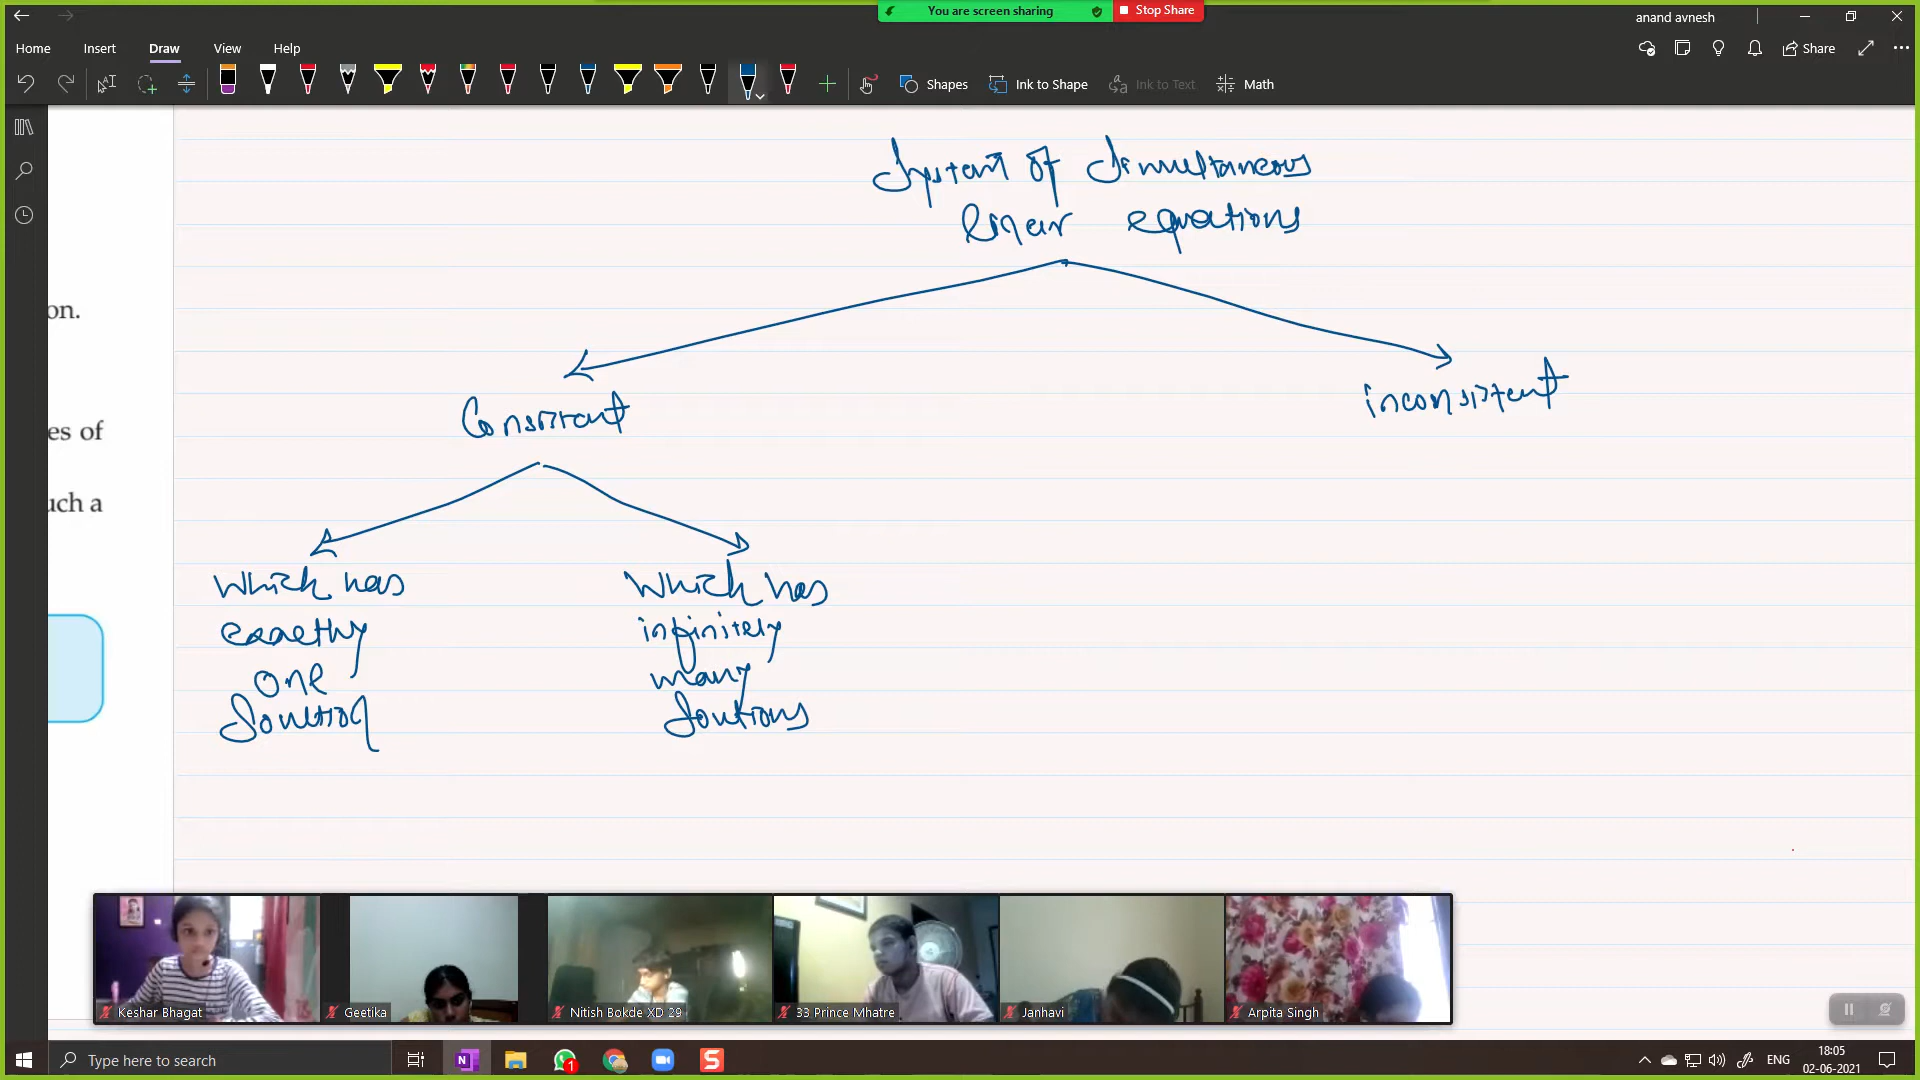 You are screen sharing
Stop Share
anand avnesh
Home Insert Draw View Help
Share
Shapes Ink to Shape Ink to Text Math
on.
es of
uch a
System of Simultaneous
linear equations
Consistent inconsistent
Which has Which has
exactly infinitely
one many
Soultion Soutions
Keshar Bhagat Geetika Nitish Bokde XD 29 33 Prince Mhatre Janhavi Arpita Singh
Type here to search
1
ENG
18:05
02-06-2021